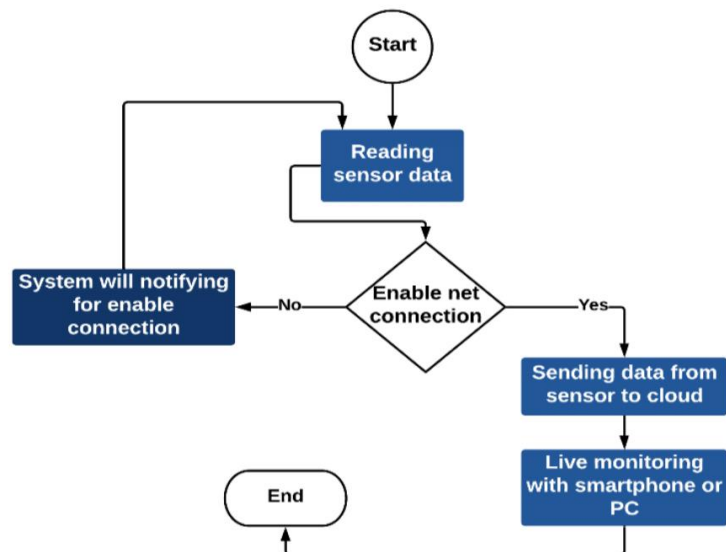 Start
Reading
sensor data
System will notifying
for enable
connection
No
Enable net
connection
Yes
Sending data from
sensor to cloud
Live monitoring
with smartphone or
PC
End